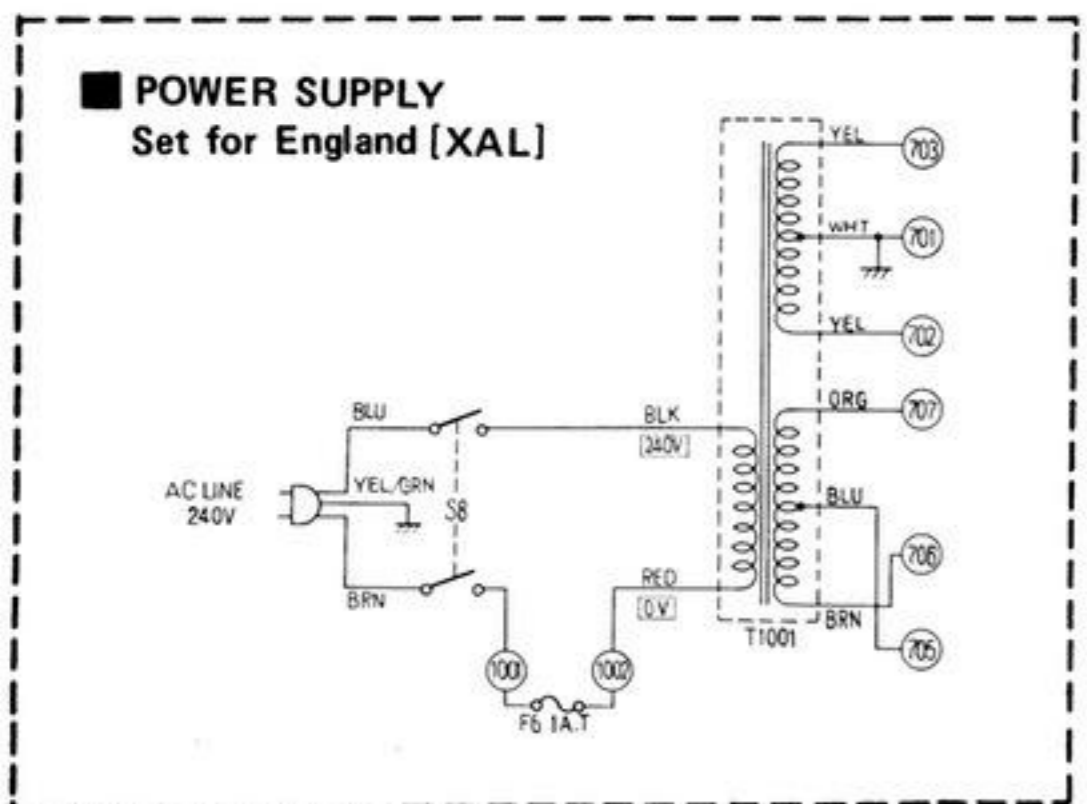 ■ POWER SUPPLY
Set for England [XAL]
YEL
703
WHT
701
YEL
702
ORG
707
BLU
BLK
[240V]
AC LINE
240V
YEL/GRN
S8
BLU
706
BRN
RED
[0V]
BRN
T1001
705
1001
1002
F6 1A.T